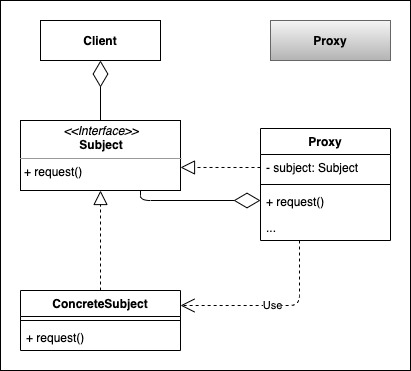 Client
Proxy
<<Interface>>
Subject
+ request()
Proxy
- subject: Subject
+ request()
...
Use
ConcreteSubject
+ request()